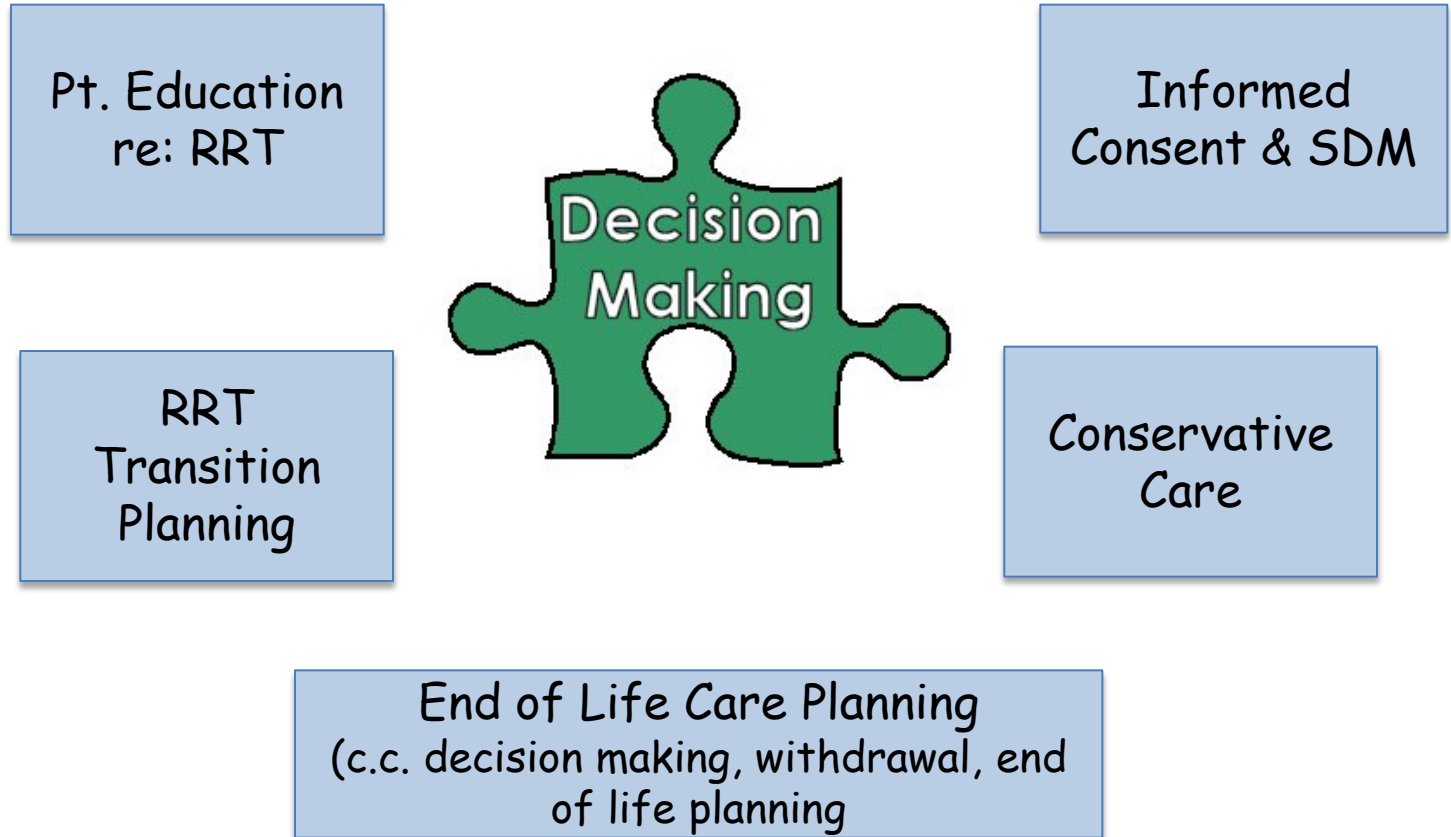 Pt. Education
re: RRT
Decision
Making
Informed
Consent & SDM
RRT
Transition
Planning
Conservative
Care
End of Life Care Planning
(c.c. decision making, withdrawal, end
of life planning